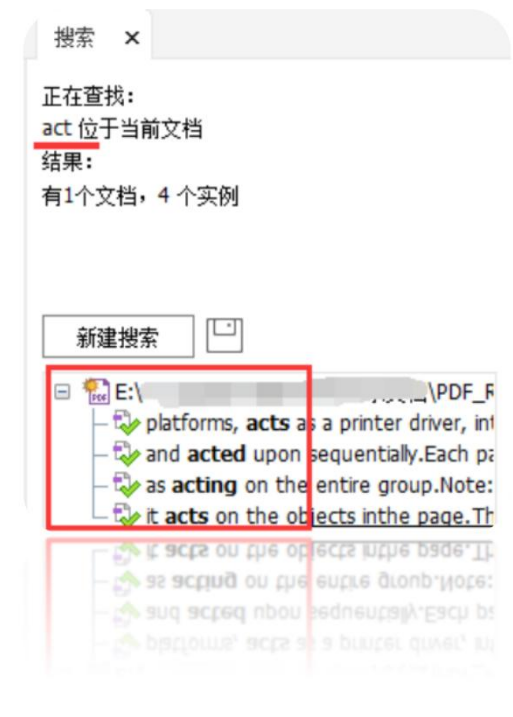 搜索 ×
正在查找:
act 位于当前文档
结果:
有1个文档，4 个实例
新建搜索
E:\ \PDF_R
platforms, acts as a printer driver, int
and acted upon sequentially.Each pa
as acting on the entire group.Note:
it acts on the objects inthe page.Th